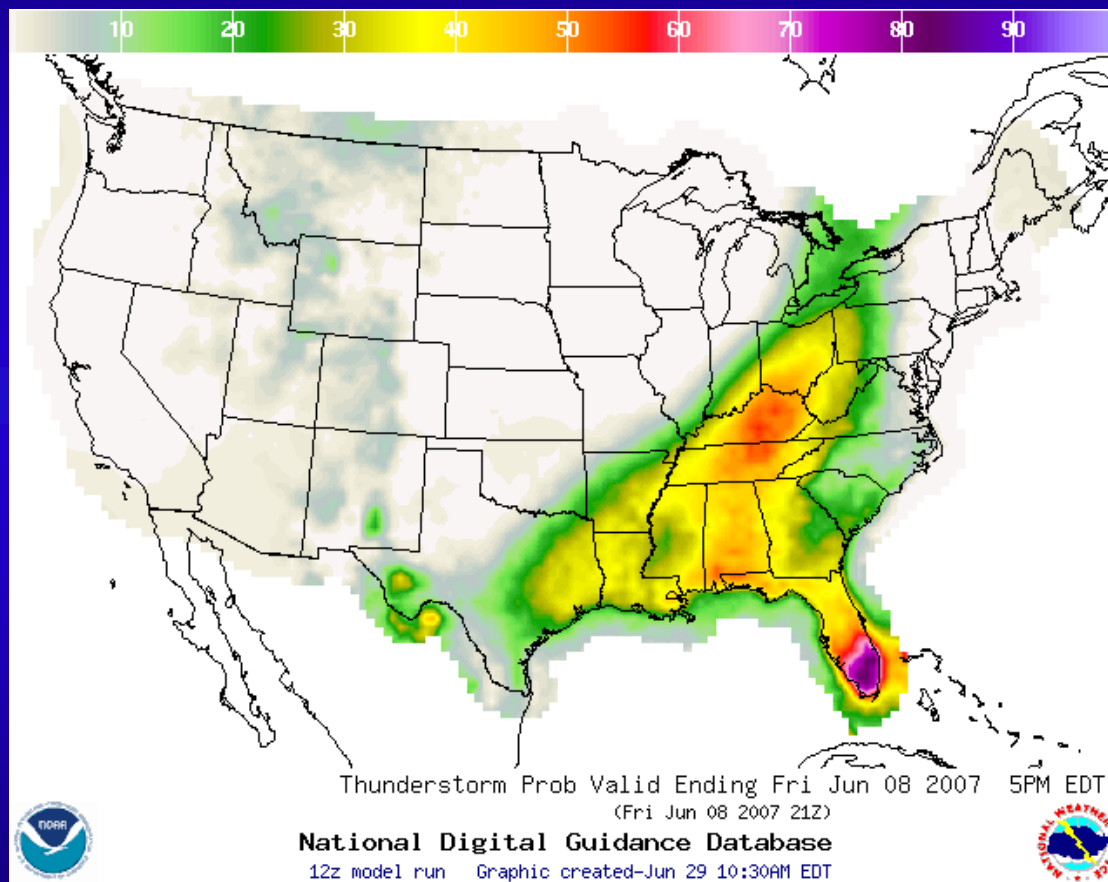 10 20 30 40 50 60 70 80 90
Thunderstorm Prob Valid Ending Fri Jun 08 2007 5PM EDT
(Fri Jun 08 2007 21Z)
National Digital Guidance Database
12z model run Graphic created-Jun 29 10:30AM EDT
NOAA